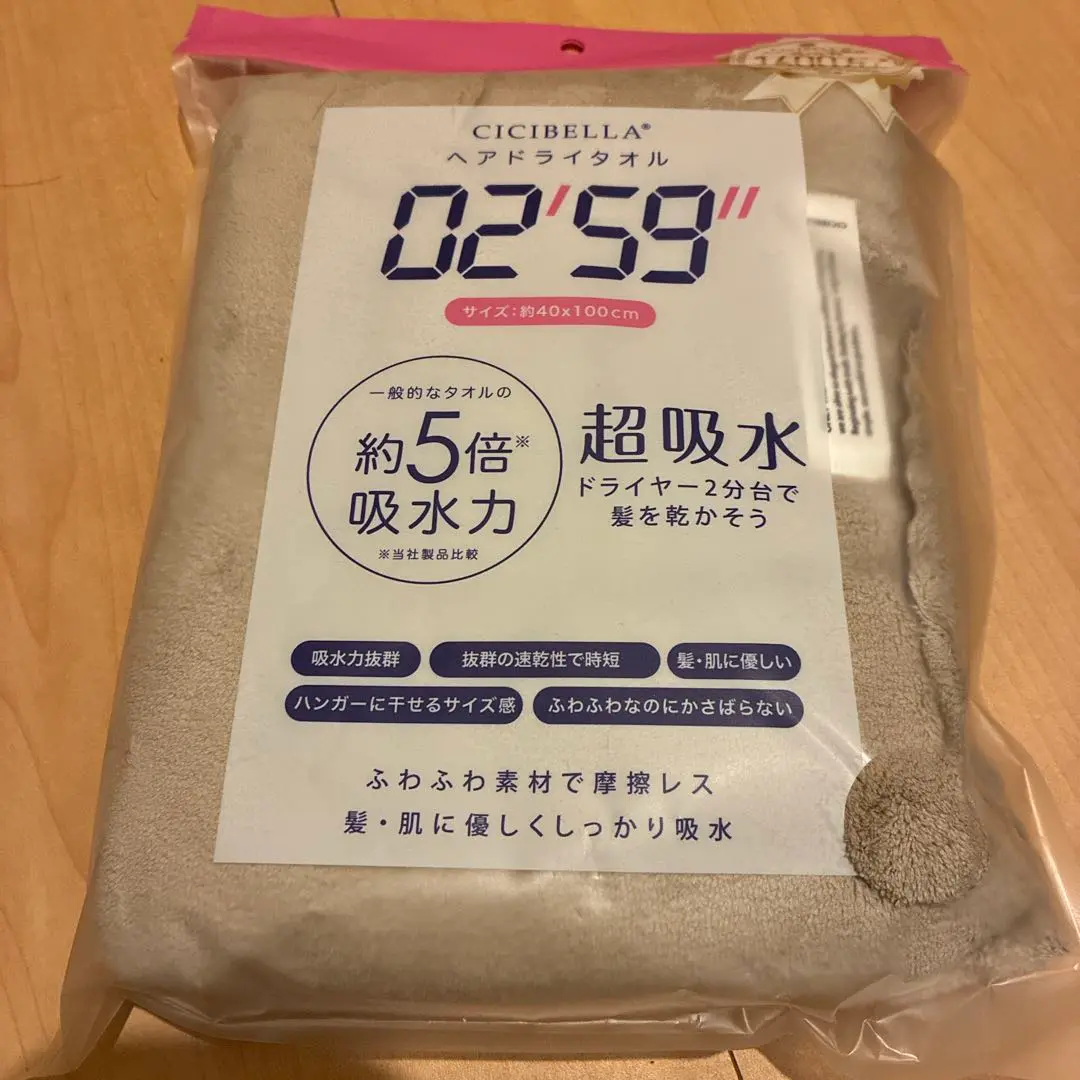 CICIBELLA®
ヘアドライタオル
02'59"
サイズ:約40x100cm
一般的なタオルの
約5倍※
吸水力
※当社製品比較
超吸水
ドライヤー2分台で
髪を乾かそう
吸水力抜群
抜群の速乾性で時短
髪・肌に優しい
ハンガーに干せるサイズ感
ふわふわなのにかさばらない
ふわふわ素材で摩擦レス
髪・肌に優しくしっかり吸水